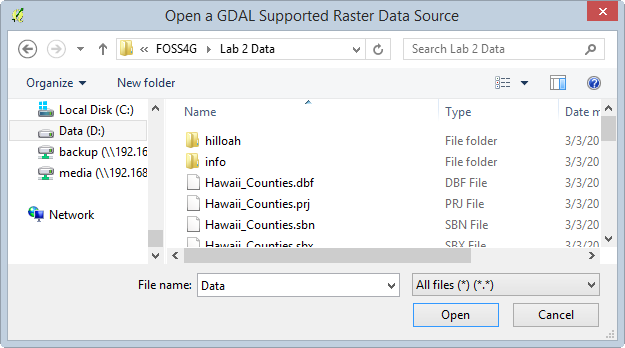 Open a GDAL Supported Raster Data Source
« FOSS4G Lab 2 Data Search Lab 2 Data
Organize New folder
Local Disk (C:)
Data (D:)
backup (\\192.16
media (\\192.168
Network
Name Type Date m
hilloah File folder 3/3/20
info File folder 3/3/20
Hawaii_Counties.dbf DBF File 3/3/20
Hawaii_Counties.prj PRJ File 3/3/20
Hawaii_Counties.sbn SBN File 3/3/20
Hawaii_Counties.sbx SBX File 3/3/20
File name: Data All files (*) (*.*)
Open Cancel